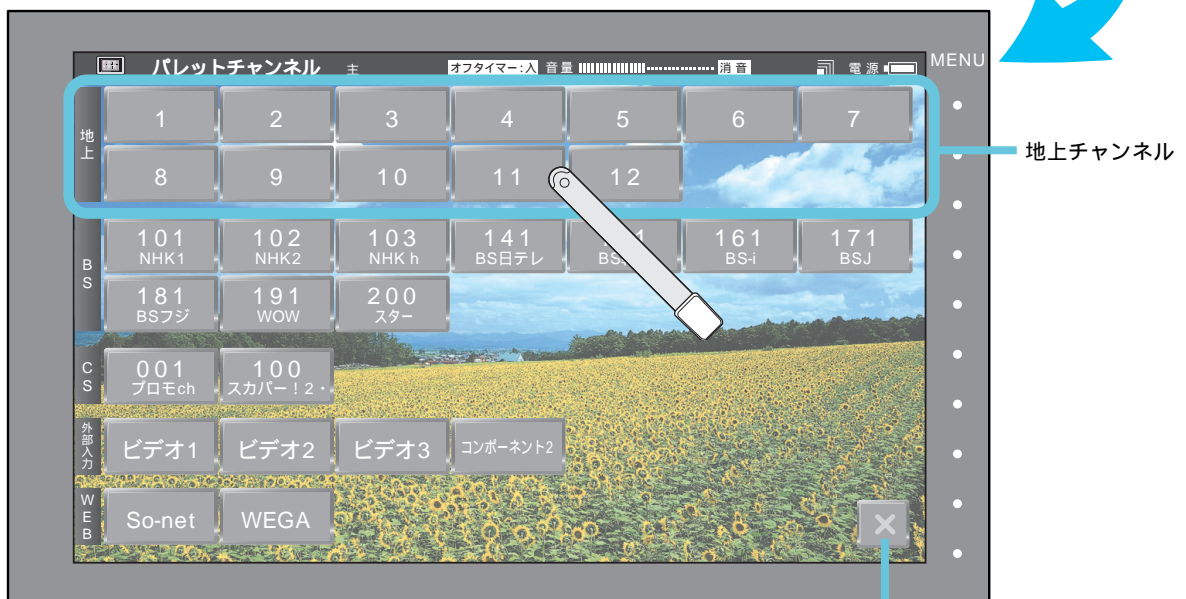 パレットチャンネル 主 オフタイマー:入 音量 消音 電源 MENU
地上
1 2 3 4 5 6 7
8 9 10 11 12
地上チャンネル
BS
101 NHK1
102 NHK2
103 NHK h
141 BS日テレ
BS
161 BS-i
171 BSJ
181 BSフジ
191 WOW
200 スター
CS
001 プロモch
100 スカパー!2・
外部入力
ビデオ1 ビデオ2 ビデオ3 コンポーネント2
WEB
So-net WEGA